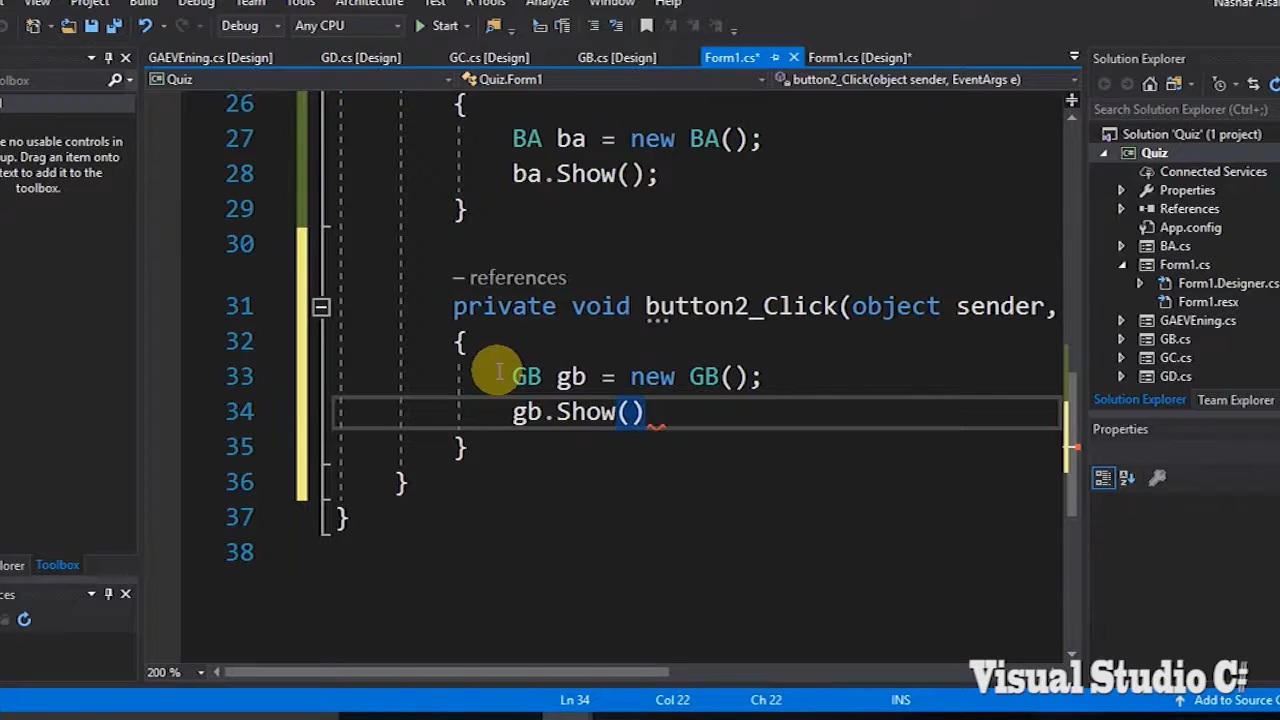 Project Build Debug Team Tools Architecture Test R Tools Analyze Window Help
Debug Any CPU Start
GAEVEning.cs [Design] GD.cs [Design] GC.cs [Design] GB.cs [Design] Form1.cs* Form1.cs [Design]*
Quiz Quiz.Form1 button2_Click(object sender, EventArgs e)
no usable controls in
up. Drag an item onto
text to add it to the
toolbox.
26 {
27 BA ba = new BA();
28 ba.Show();
29 }
30
– references
31 private void button2_Click(object sender,
32 {
33 GB gb = new GB();
34 gb.Show()
35 }
36 }
37 }
38
Toolbox
200 %
Solution Explorer
Search Solution Explorer (Ctrl+;)
Solution 'Quiz' (1 project)
Quiz
Connected Services
Properties
References
App.config
BA.cs
Form1.cs
Form1.Designer.cs
Form1.resx
GAEVEning.cs
GB.cs
GC.cs
GD.cs
Solution Explorer Team Explorer
Properties
Visual Studio C#
Ln 34 Col 22 Ch 22 INS Add to Source C